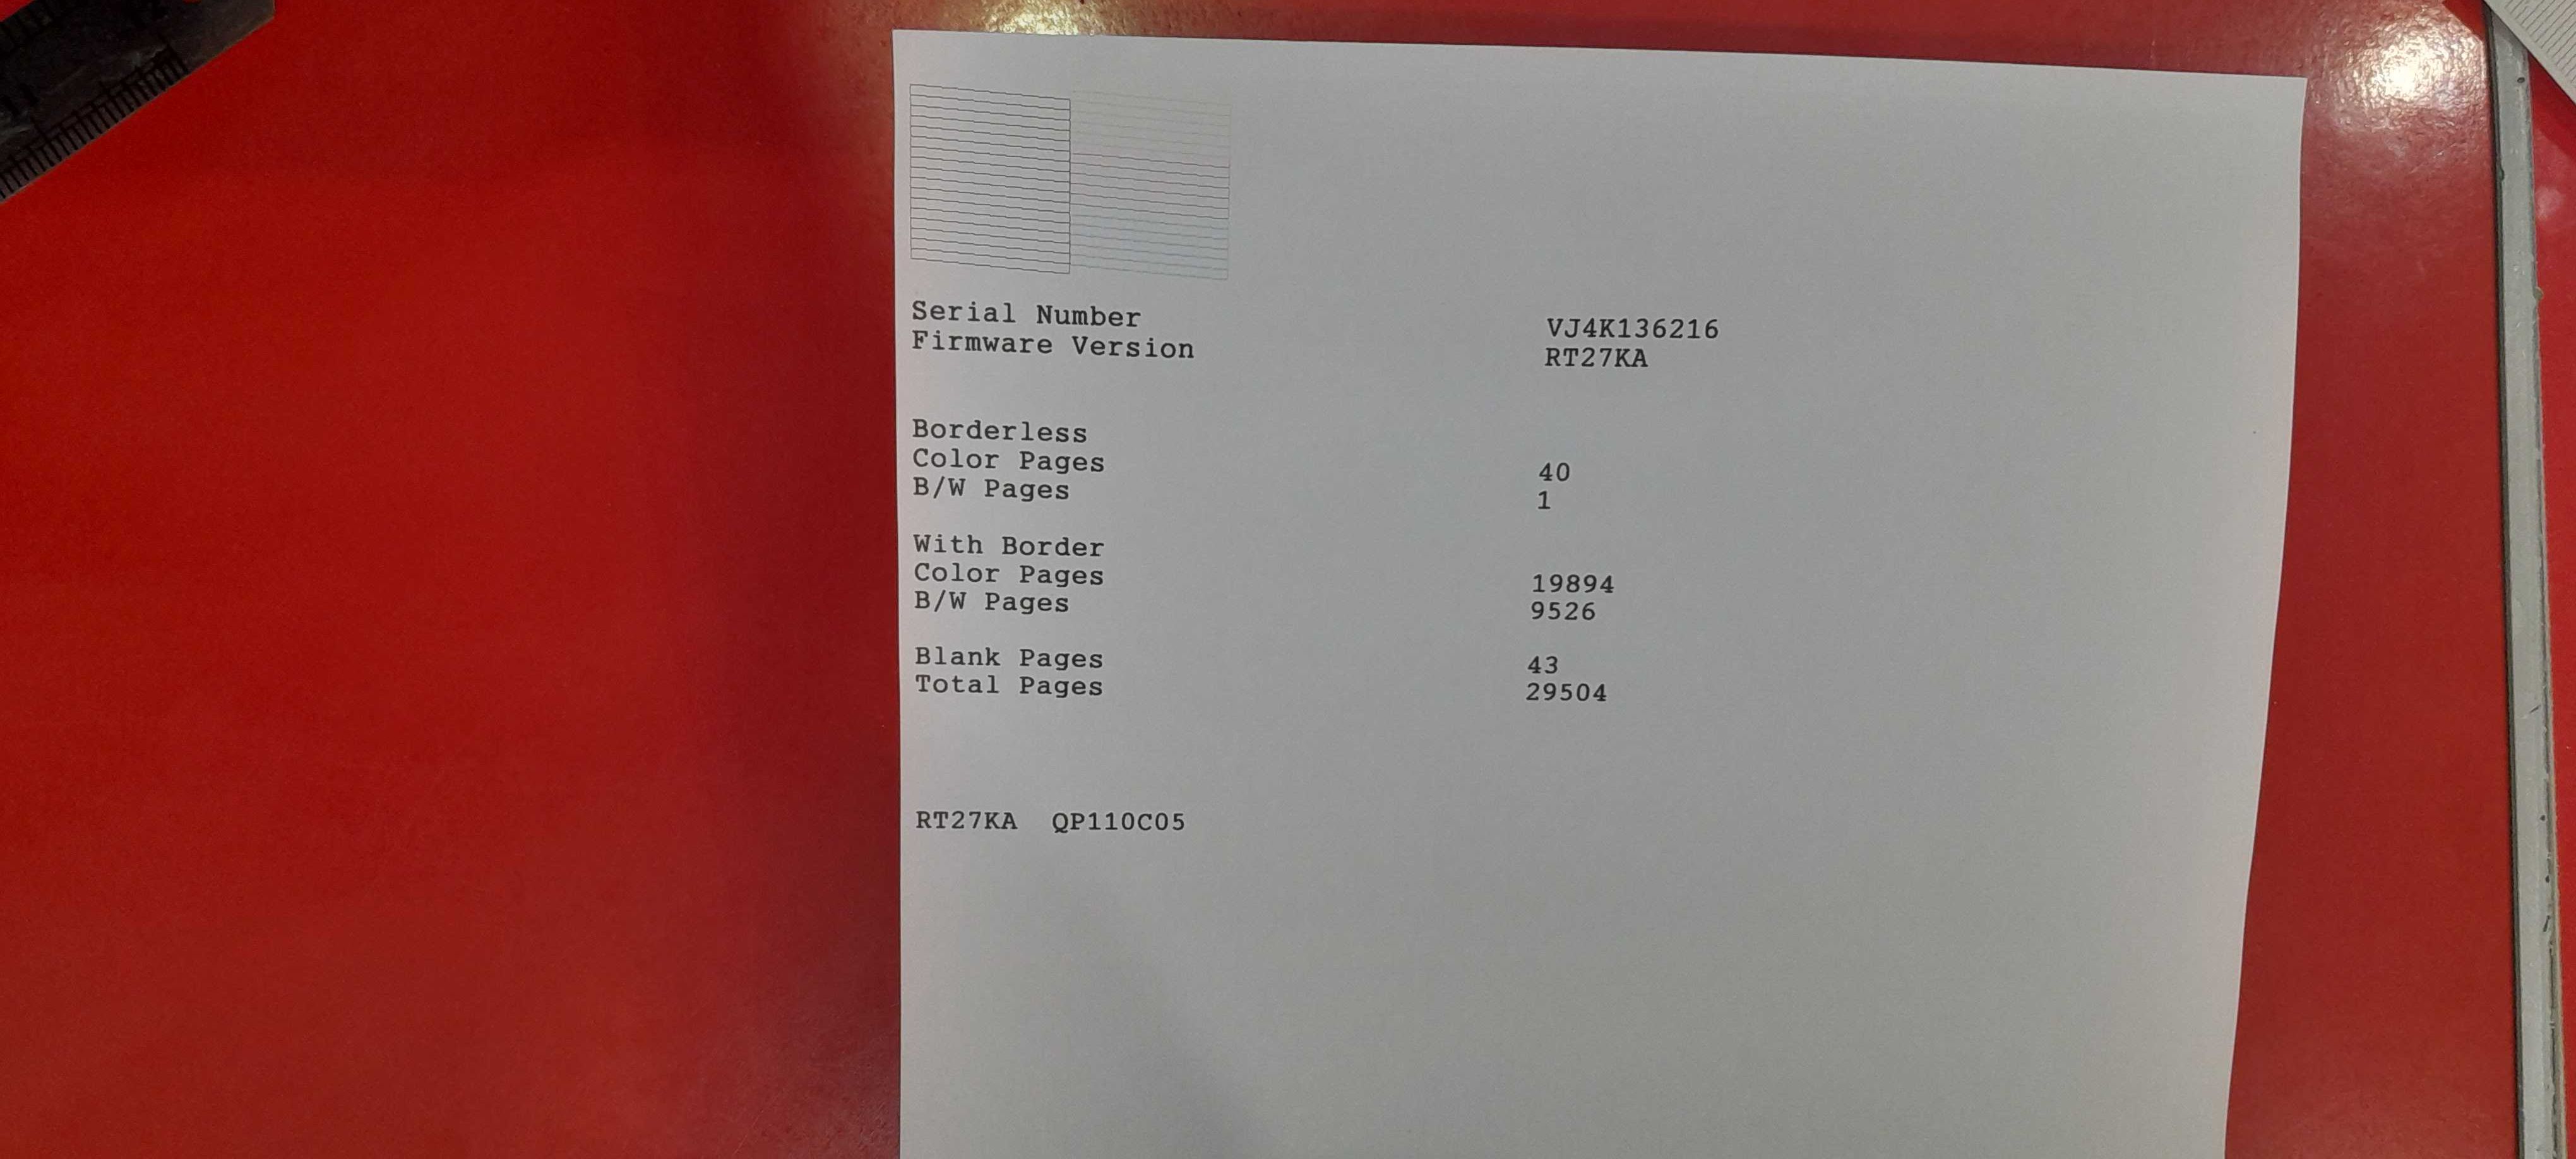 Serial Number VJ4K136216
Firmware Version RT27KA
Borderless
Color Pages 40
B/W Pages 1
With Border
Color Pages 19894
B/W Pages 9526
Blank Pages 43
Total Pages 29504
RT27KA QP110C05